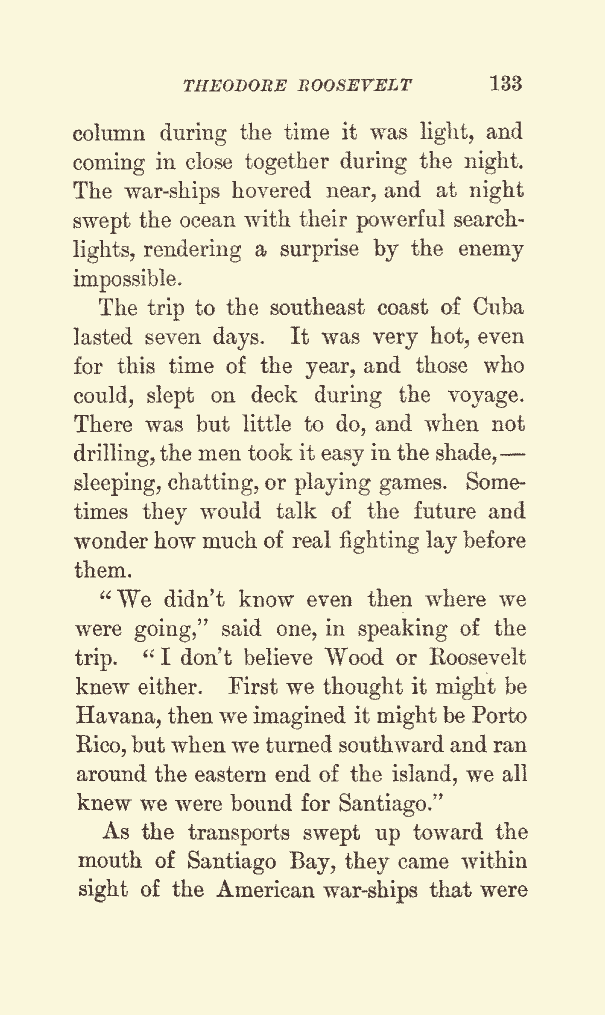 THEODORE ROOSEVELT 133
column during the time it was light, and
coming in close together during the night.
The war-ships hovered near, and at night
swept the ocean with their powerful search-
lights, rendering a surprise by the enemy
impossible.
The trip to the southeast coast of Cuba
lasted seven days. It was very hot, even
for this time of the year, and those who
could, slept on deck during the voyage.
There was but little to do, and when not
drilling, the men took it easy in the shade,—
sleeping, chatting, or playing games. Some-
times they would talk of the future and
wonder how much of real fighting lay before
them.
“We didn’t know even then where we
were going,” said one, in speaking of the
trip. “I don’t believe Wood or Roosevelt
knew either. First we thought it might be
Havana, then we imagined it might be Porto
Rico, but when we turned southward and ran
around the eastern end of the island, we all
knew we were bound for Santiago.”
As the transports swept up toward the
mouth of Santiago Bay, they came within
sight of the American war-ships that were